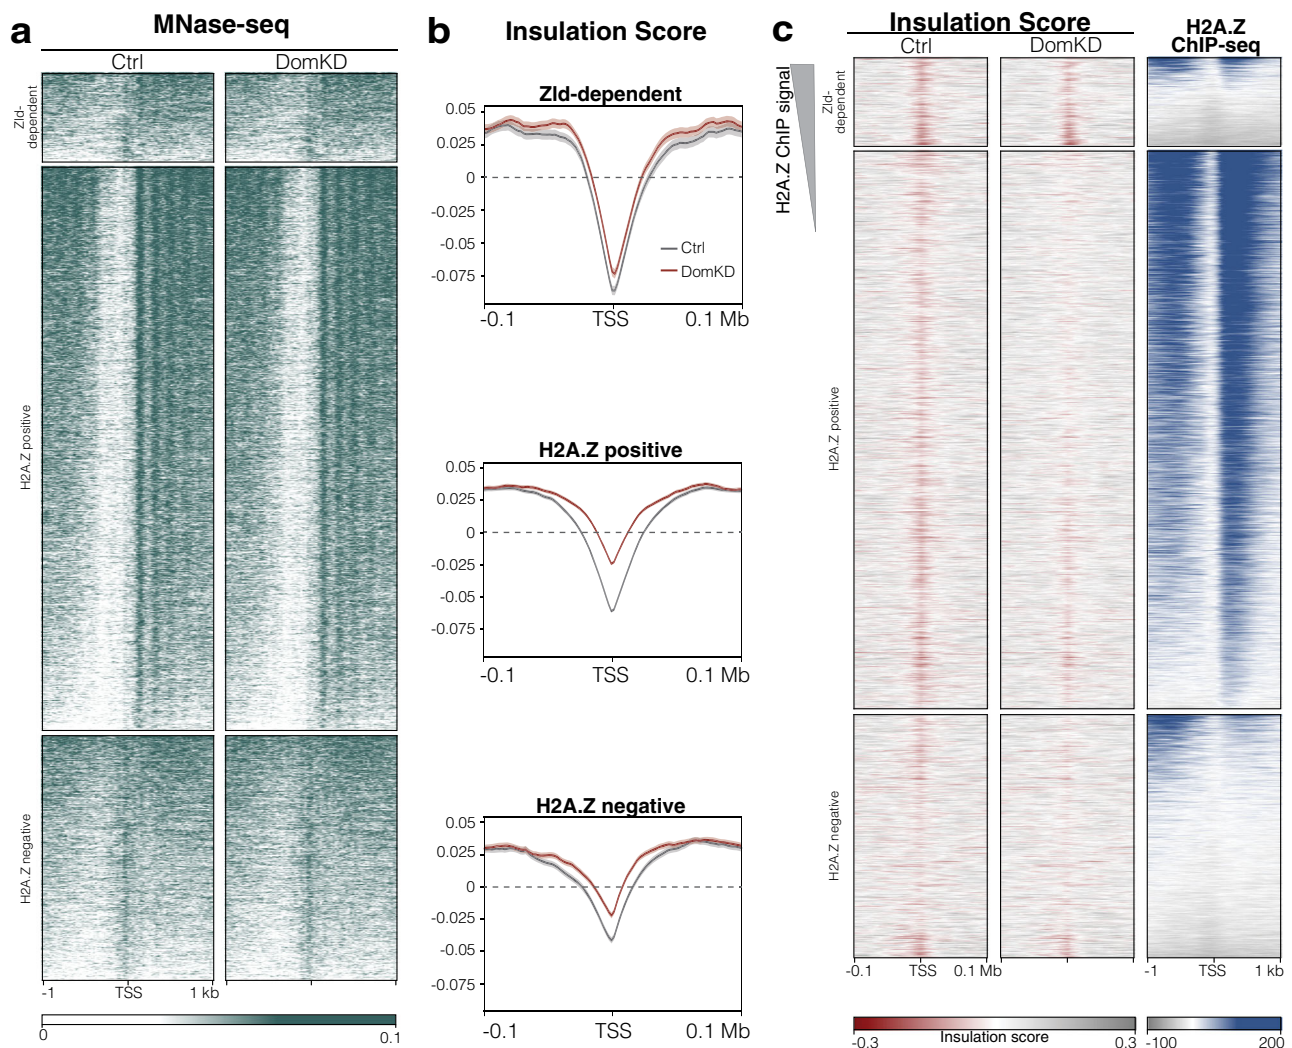 a
MNase-seq
Ctrl
DomKD
Zld-
dependent
H2A.Z positive
H2A.Z negative
-1
TSS
1 kb
0
0.1
b
Insulation Score
Zld-dependent
0.05
0.025
0
-0.025
-0.05
-0.075
Ctrl
DomKD
-0.1
TSS
0.1 Mb
H2A.Z positive
0.05
0.025
0
-0.025
-0.05
-0.075
-0.1
TSS
0.1 Mb
H2A.Z negative
0.05
0.025
0
-0.025
-0.05
-0.075
-0.1
TSS
0.1 Mb
c
Insulation Score
Ctrl
DomKD
H2A.Z
ChIP-seq
H2A.Z ChIP signal
Zld-
dependent
H2A.Z positive
H2A.Z negative
-0.1
TSS
0.1 Mb
-1
TSS
1 kb
-0.3
Insulation score
0.3
-100
200